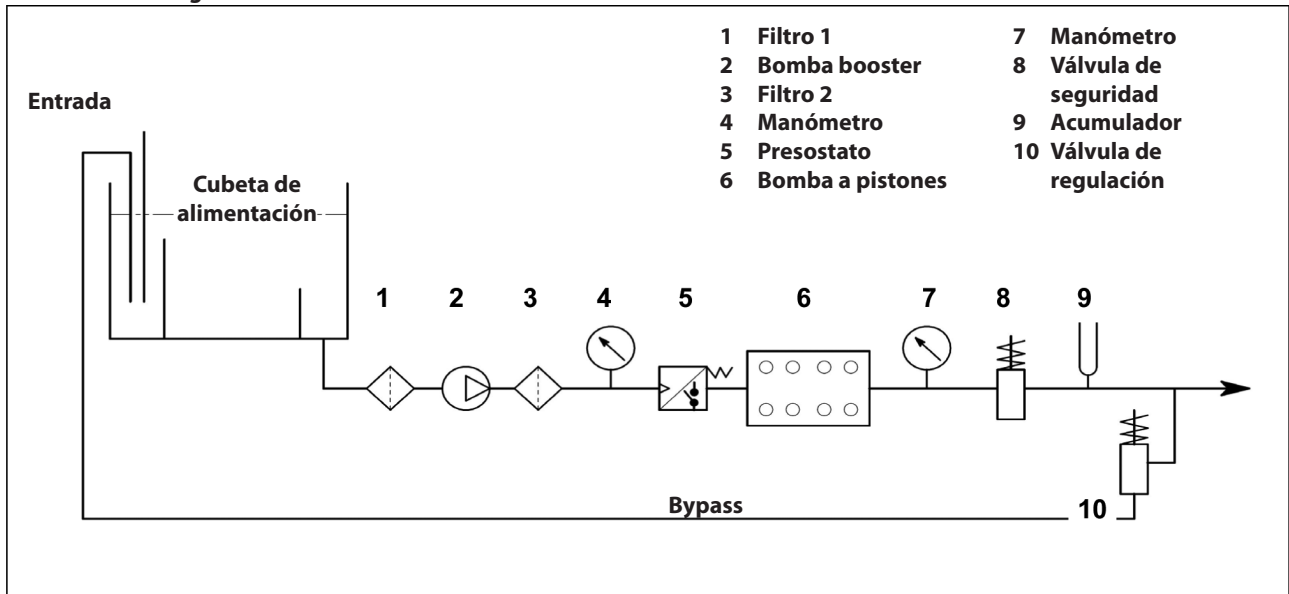 1 Filtro 1
2 Bomba booster
3 Filtro 2
4 Manómetro
5 Presostato
6 Bomba a pistones
7 Manómetro
8 Válvula de
seguridad
9 Acumulador
10 Válvula de
regulación
Entrada
Cubeta de
alimentación
1 2 3 4 5 6 7 8 9
Bypass 10